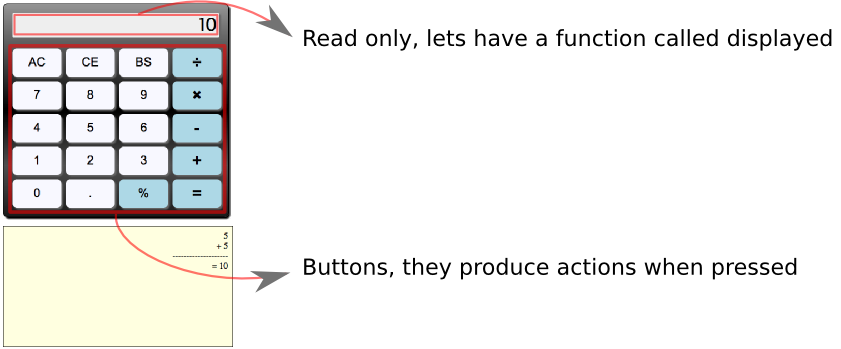 10
Read only, lets have a function called displayed
AC CE BS ÷
7 8 9 ×
4 5 6 -
1 2 3 +
0 . % =
5
+ 5
= 10
Buttons, they produce actions when pressed